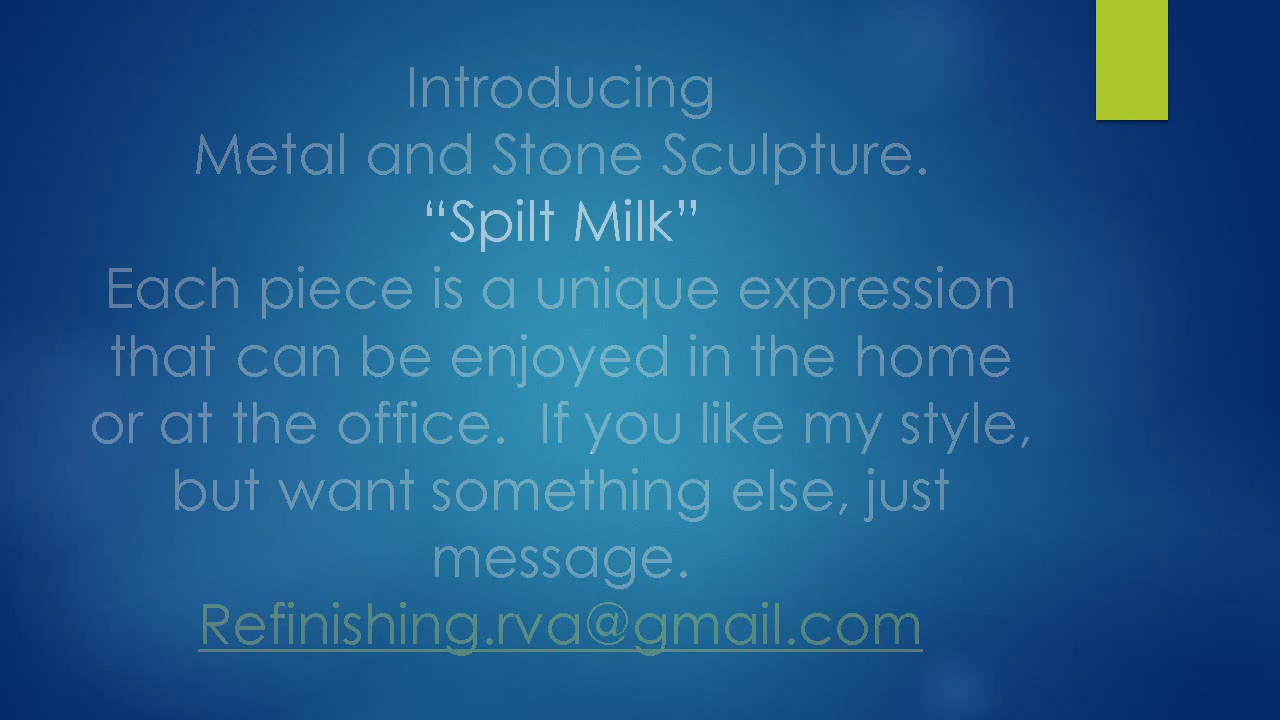 Introducing
Metal and Stone Sculpture.
“Spilt Milk”
Each piece is a unique expression
that can be enjoyed in the home
or at the office.  If you like my style,
but want something else, just
message.
Refinishing.rva@gmail.com